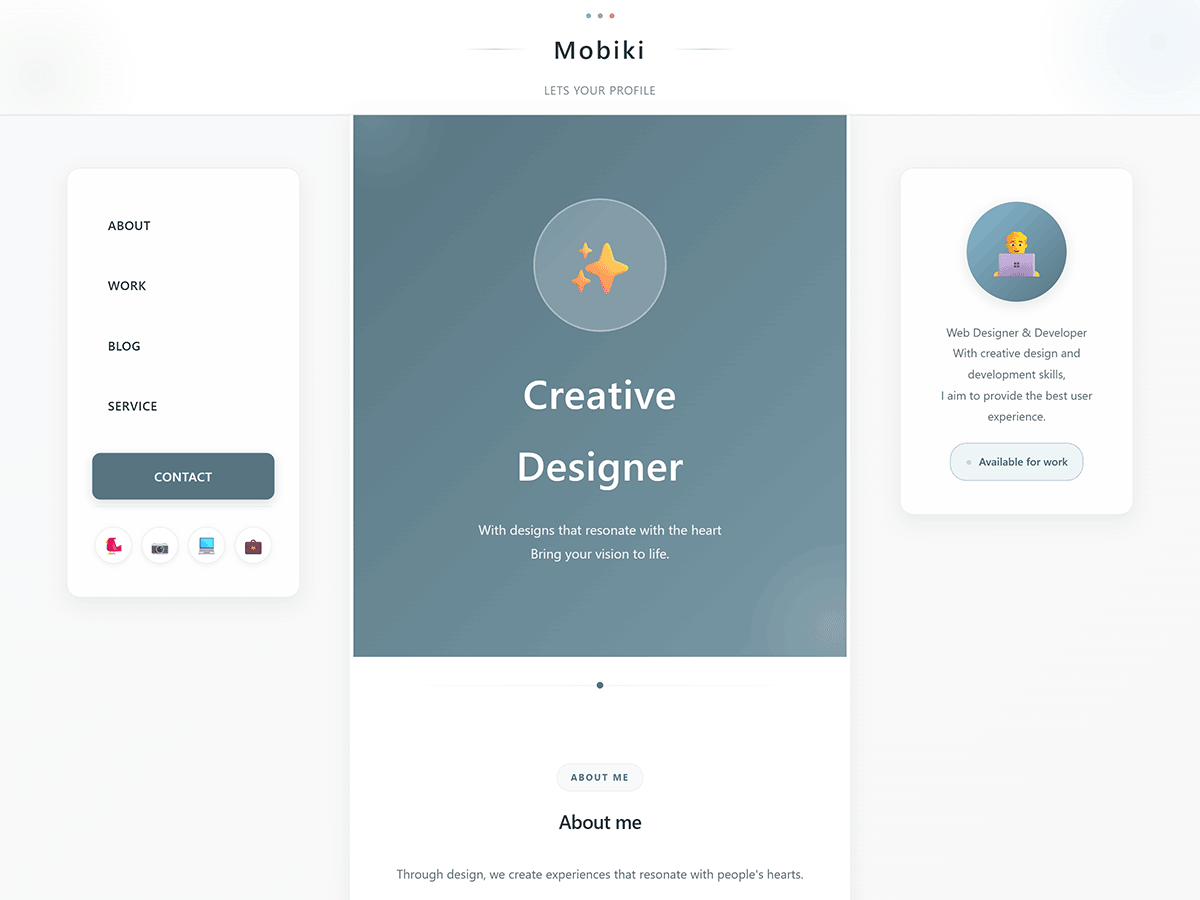 Mobiki
LETS YOUR PROFILE
ABOUT
WORK
BLOG
SERVICE
CONTACT
Creative
Designer
With designs that resonate with the heart
Bring your vision to life.
Web Designer & Developer
With creative design and
development skills,
I aim to provide the best user
experience.
Available for work
ABOUT ME
About me
Through design, we create experiences that resonate with people's hearts.